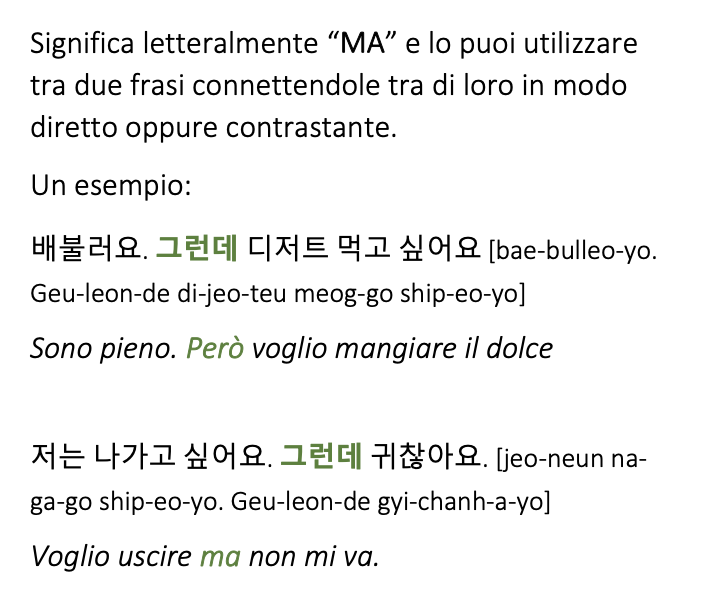 Significa letteralmente “MA” e lo puoi utilizzare
tra due frasi connettendole tra di loro in modo
diretto oppure contrastante.
Un esempio:
배불러요. 그런데 디저트 먹고 싶어요 [bae-bulleo-yo.
Geu-leon-de di-jeo-teu meog-go ship-eo-yo]
Sono pieno. Però voglio mangiare il dolce
저는 나가고 싶어요. 그런데 귀찮아요. [jeo-neun na-
ga-go ship-eo-yo. Geu-leon-de gyi-chanh-a-yo]
Voglio uscire ma non mi va.